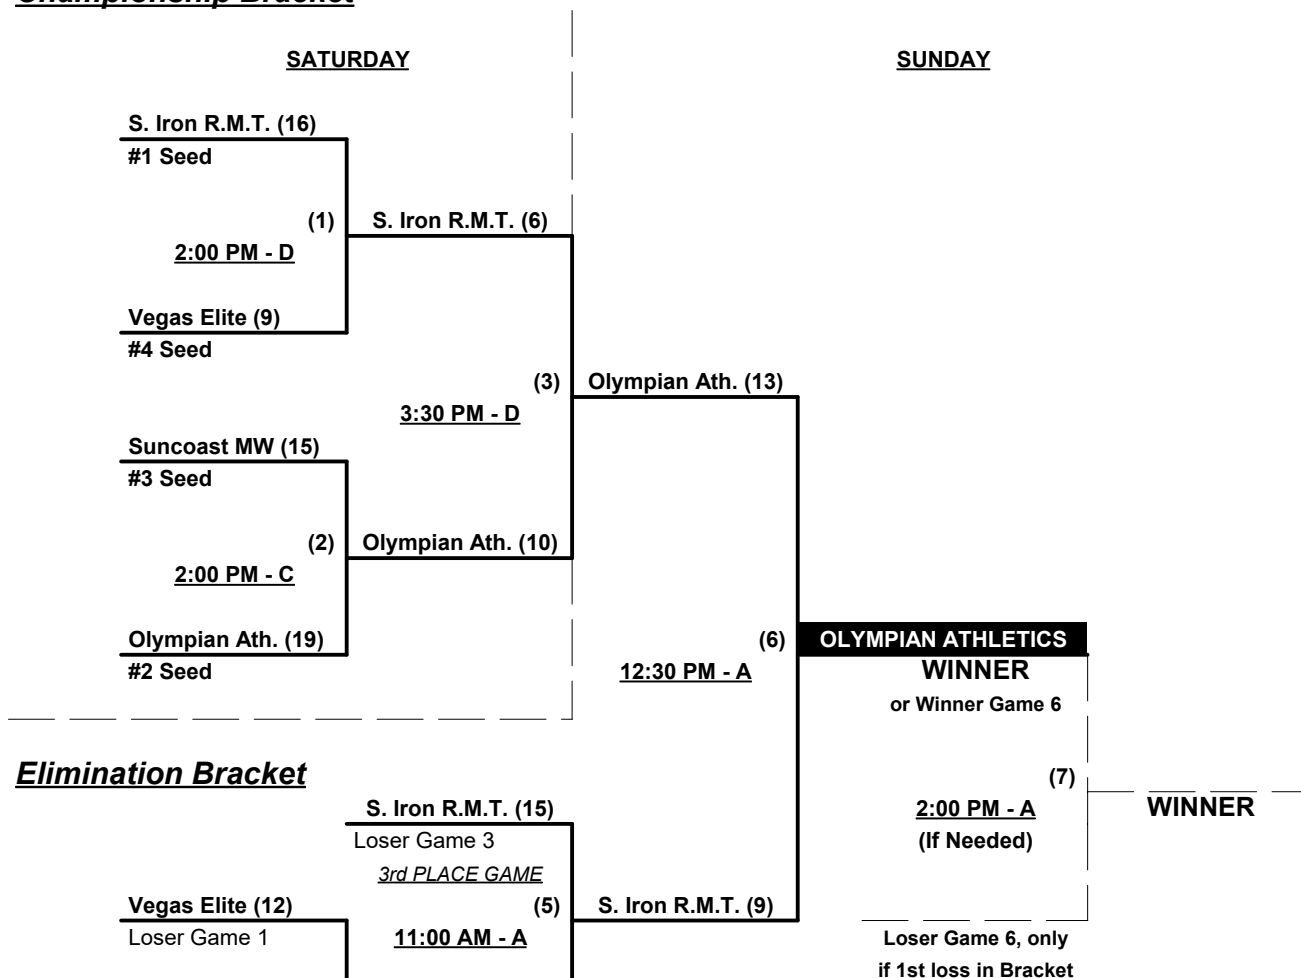 Championship Bracket
SATURDAY
SUNDAY
S. Iron R.M.T. (16)
#1 Seed
(1)
S. Iron R.M.T. (6)
2:00 PM - D
Vegas Elite (9)
#4 Seed
(3)
Olympian Ath. (13)
3:30 PM - D
Suncoast MW (15)
#3 Seed
(2)
Olympian Ath. (10)
2:00 PM - C
Olympian Ath. (19)
#2 Seed
(6)
OLYMPIAN ATHLETICS
12:30 PM - A
WINNER
or Winner Game 6
Elimination Bracket
(7)
S. Iron R.M.T. (15)
2:00 PM - A
WINNER
Loser Game 3
(If Needed)
3rd PLACE GAME
Vegas Elite (12)
(5)
S. Iron R.M.T. (9)
Loser Game 1
11:00 AM - A
Loser Game 6, only
if 1st loss in Bracket